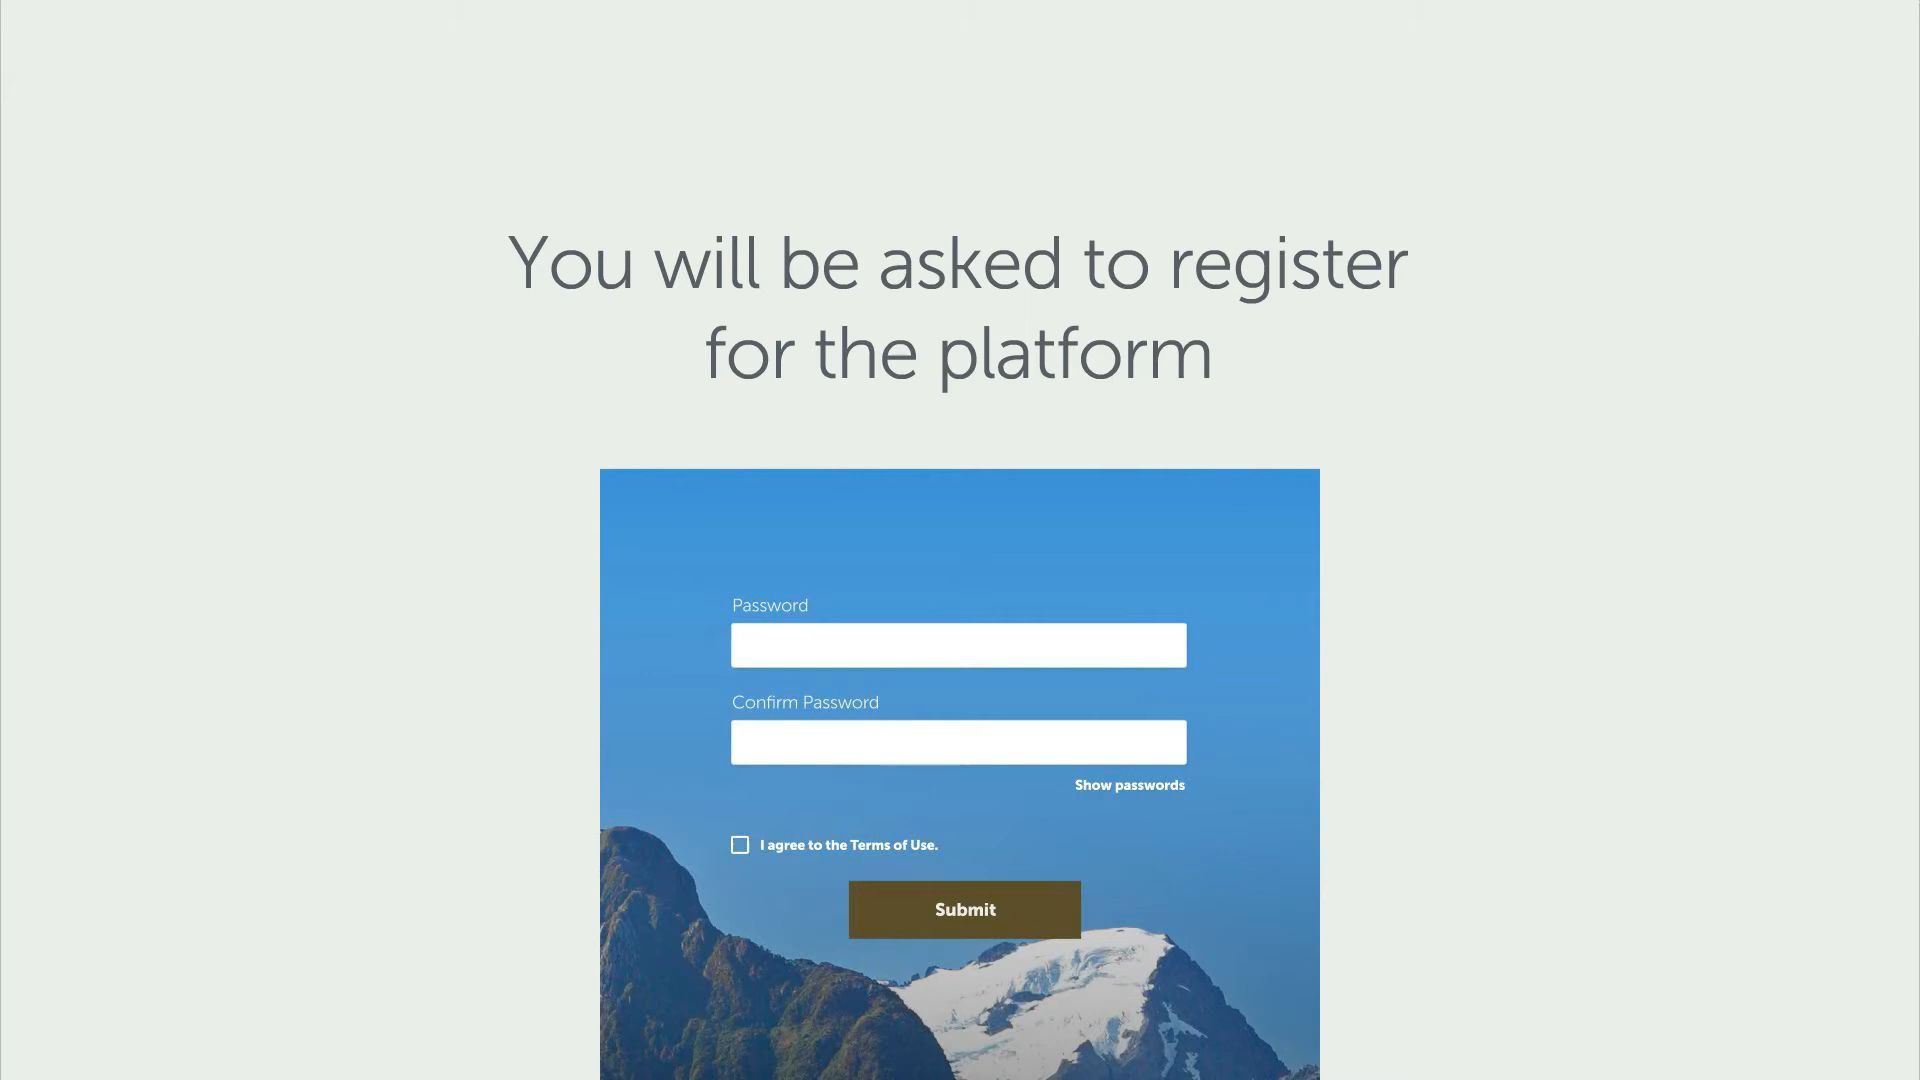 You will be asked to register
for the platform
Password
Confirm Password
Show passwords
I agree to the Terms of Use.
Submit